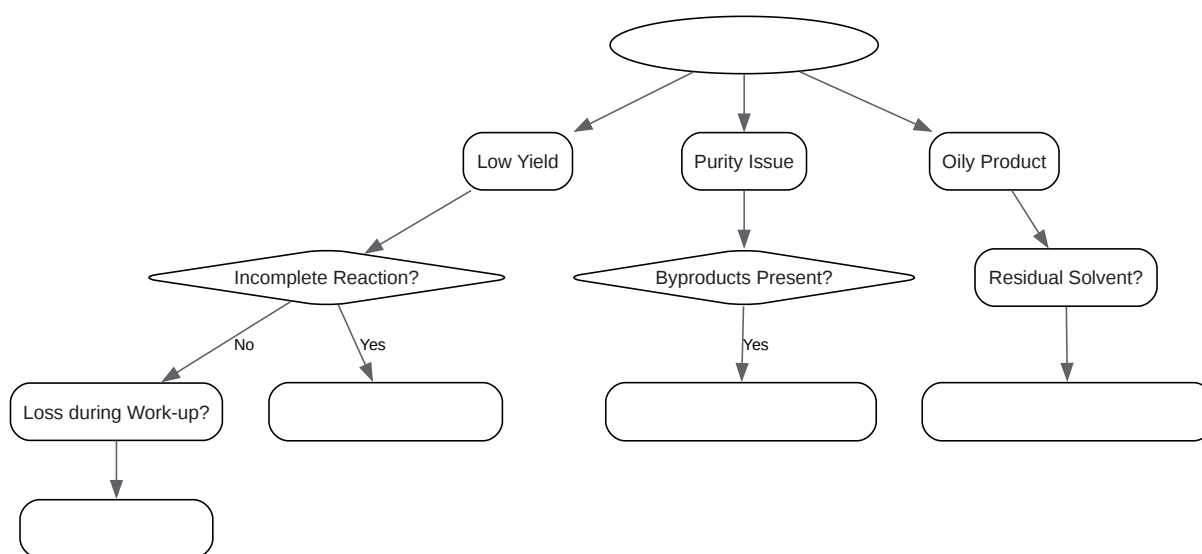 Low Yield
Purity Issue
Oily Product
Incomplete Reaction?
Byproducts Present?
Residual Solvent?
No
Yes
Yes
Loss during Work-up?